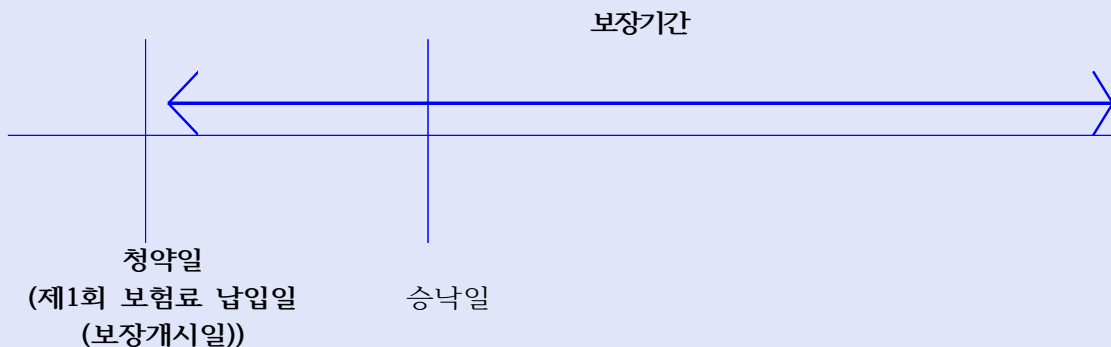 보장기간
청약일
(제1회 보험료 납입일
(보장개시일))
승낙일